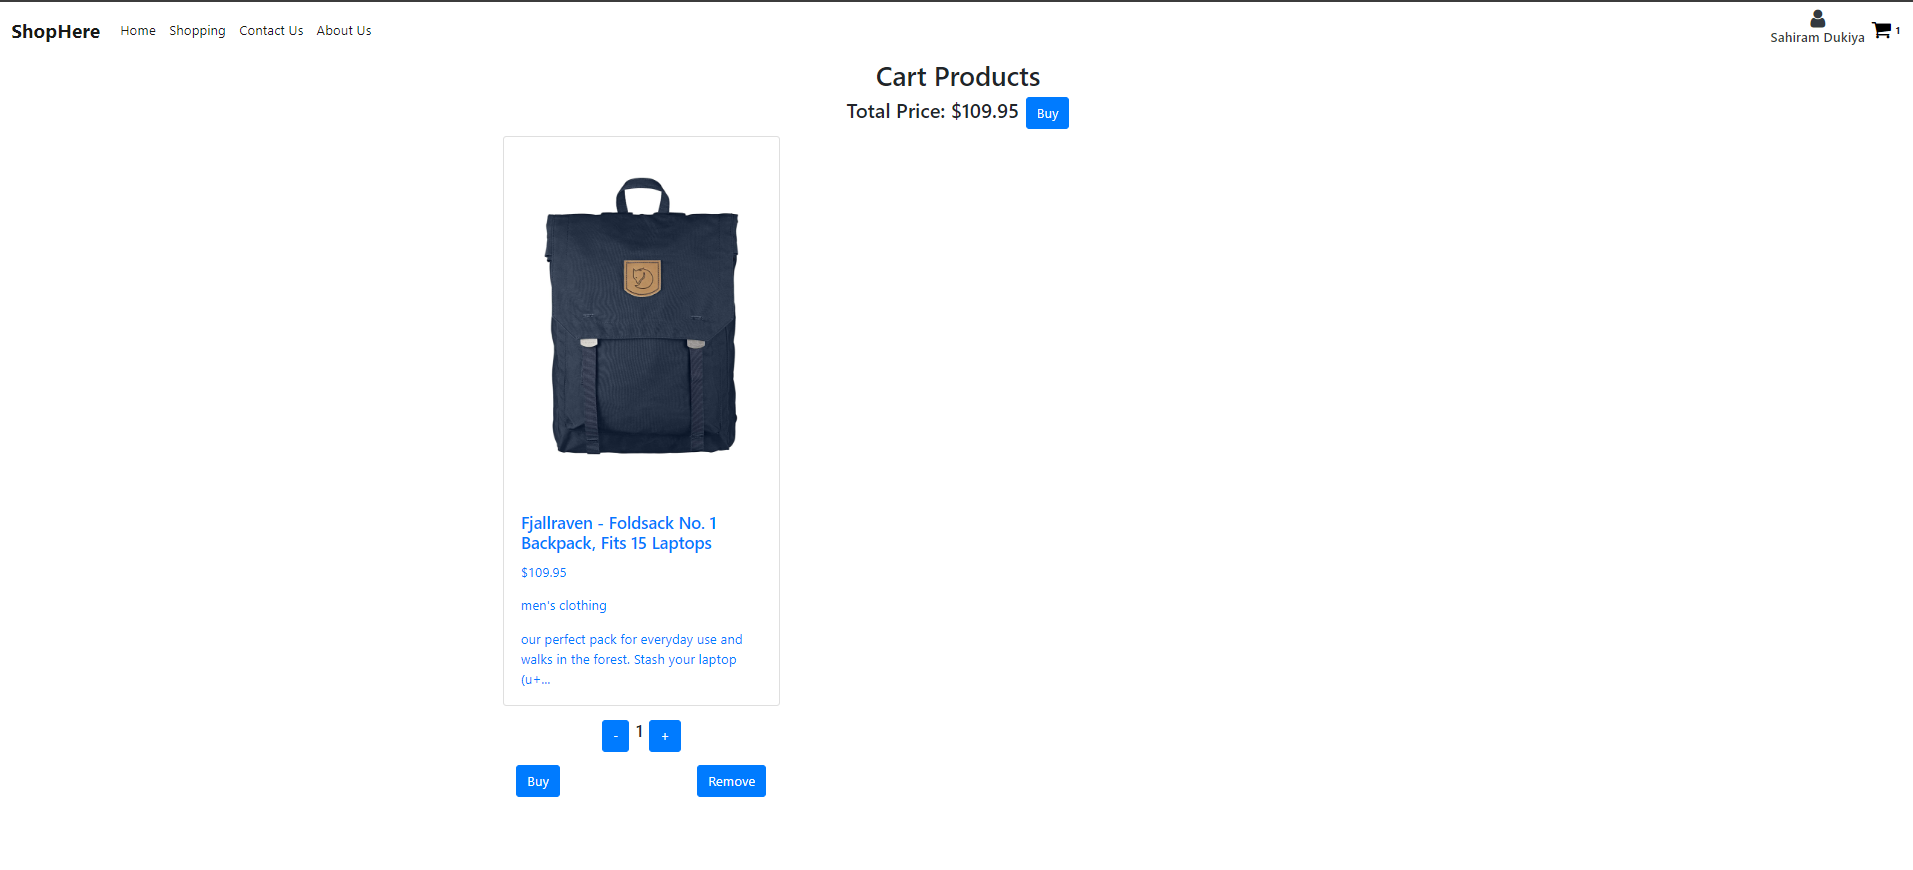 ShopHere Home Shopping Contact Us About Us
Sahiram Dukiya 1
Cart Products
Total Price: $109.95 Buy
Fjallraven - Foldsack No. 1
Backpack, Fits 15 Laptops
$109.95
men's clothing
our perfect pack for everyday use and
walks in the forest. Stash your laptop
(u+...
- 1 +
Buy Remove